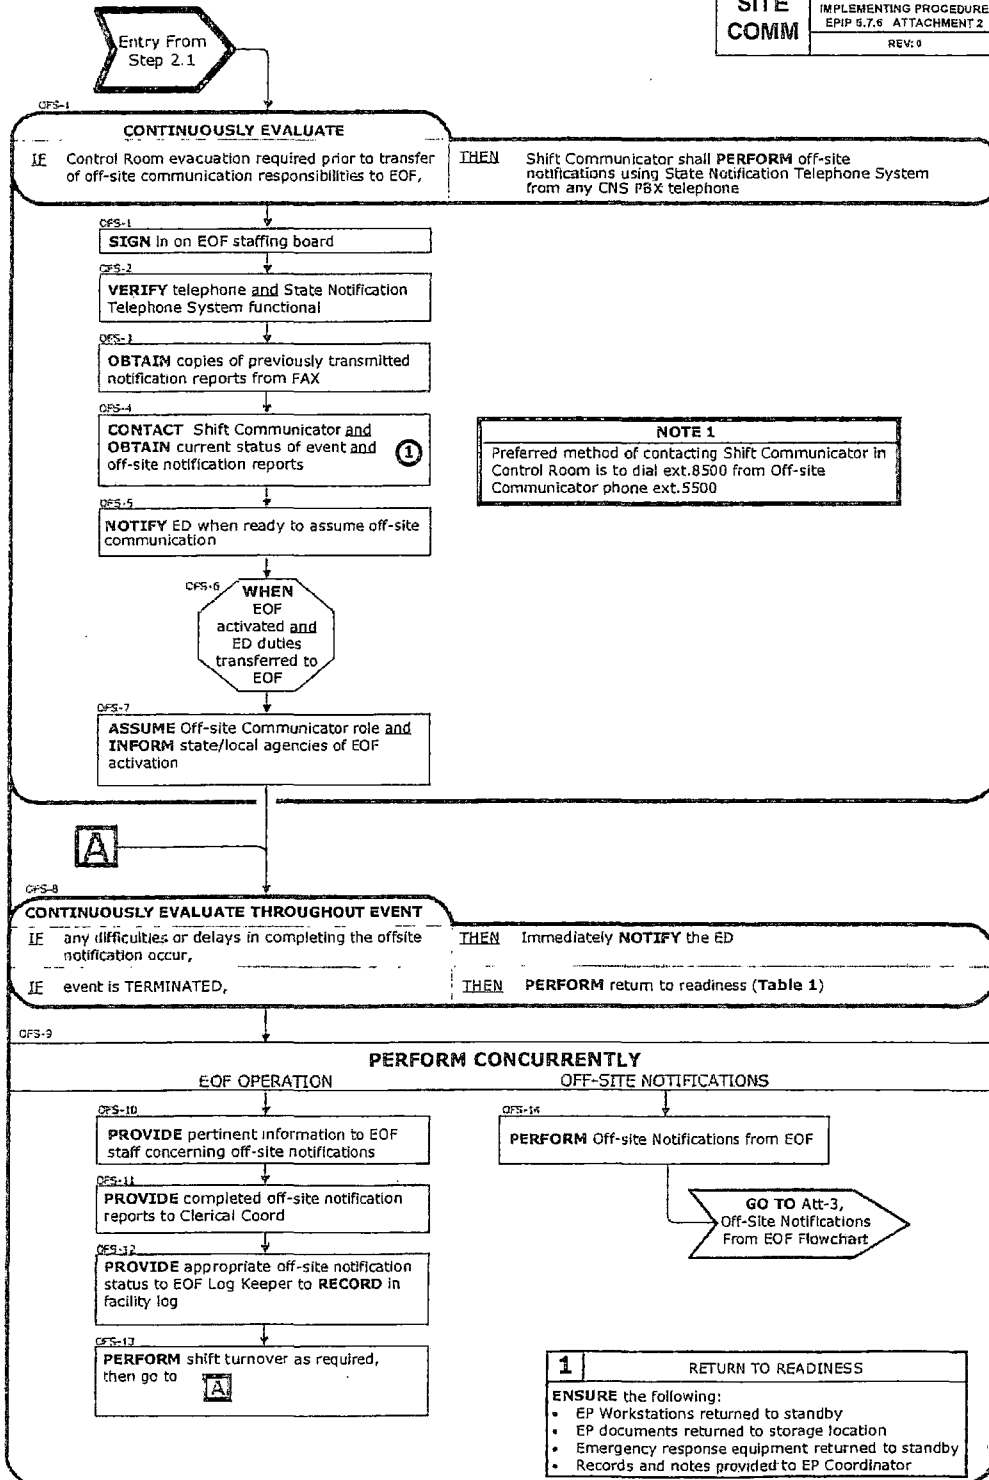 SITE
COMM
IMPLEMENTING PROCEDURE
EPIP 5.7.6 ATTACHMENT 2
REV: 0
Entry From
Step 2.1
CONTINUOUSLY EVALUATE
IF Control Room evacuation required prior to transfer
of off-site communication responsibilities to EOF,
THEN Shift Communicator shall PERFORM off-site
notifications using State Notification Telephone System
from any CNS PBX telephone
OFS-1
SIGN in on EOF staffing board
OFS-2
VERIFY telephone and State Notification
Telephone System functional
OFS-3
OBTAIN copies of previously transmitted
notification reports from FAX
OFS-4
CONTACT Shift Communicator and
OBTAIN current status of event and
off-site notification reports
1
NOTE 1
Preferred method of contacting Shift Communicator in
Control Room is to dial ext.8500 from Off-site
Communicator phone ext.5500
OFS-5
NOTIFY ED when ready to assume off-site
communication
OFS-6
WHEN
EOF
activated and
ED duties
transferred to
EOF
OFS-7
ASSUME Off-site Communicator role and
INFORM state/local agencies of EOF
activation
A
OFS-8
CONTINUOUSLY EVALUATE THROUGHOUT EVENT
IF any difficulties or delays in completing the offsite
notification occur,
THEN Immediately NOTIFY the ED
IF event is TERMINATED,
THEN PERFORM return to readiness (Table 1)
OFS-9
PERFORM CONCURRENTLY
EOF OPERATION
OFF-SITE NOTIFICATIONS
OFS-10
PROVIDE pertinent information to EOF
staff concerning off-site notifications
OFS-11
PROVIDE completed off-site notification
reports to Clerical Coord
OFS-12
PROVIDE appropriate off-site notification
status to EOF Log Keeper to RECORD in
facility log
OFS-13
PERFORM shift turnover as required,
then go to A
OFS-14
PERFORM Off-site Notifications from EOF
GO TO Att-3,
Off-Site Notifications
From EOF Flowchart
1 RETURN TO READINESS
ENSURE the following:
• EP Workstations returned to standby
• EP documents returned to storage location
• Emergency response equipment returned to standby
• Records and notes provided to EP Coordinator